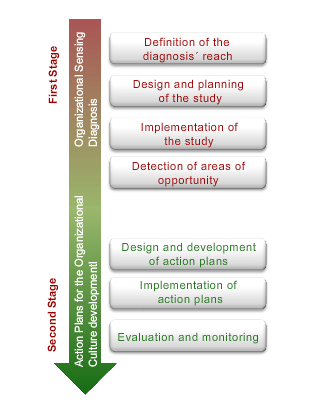 First Stage
Organizational Sensing
Diagnosis
Definition of the
diagnosis´ reach
Design and planning
of the study
Implementation of
the study
Detection of areas of
opportunity
Second Stage
Action Plans for the Organizational
Culture developmentl
Design and development
of action plans
Implementation of
action plans
Evaluation and monitoring